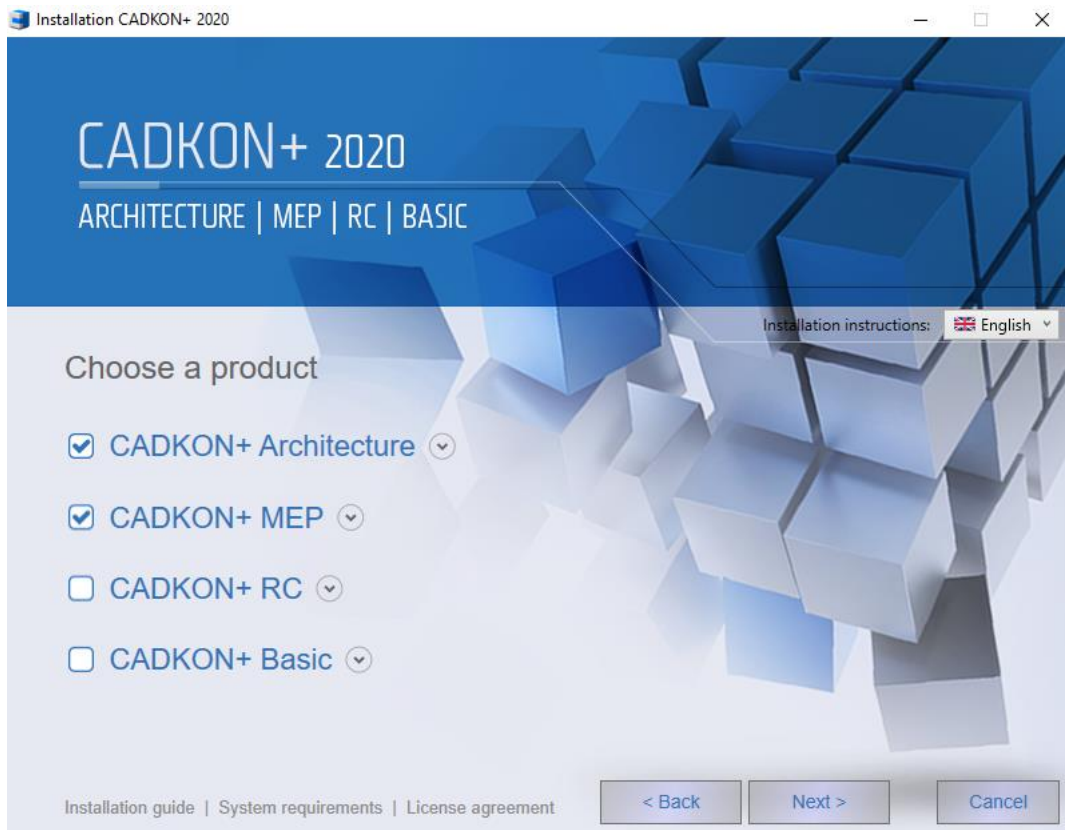 Installation CADKON+ 2020
CADKON+ 2020
ARCHITECTURE | MEP | RC | BASIC
Installation instructions: English
Choose a product
CADKON+ Architecture
CADKON+ MEP
CADKON+ RC
CADKON+ Basic
Installation guide | System requirements | License agreement
< Back Next > Cancel